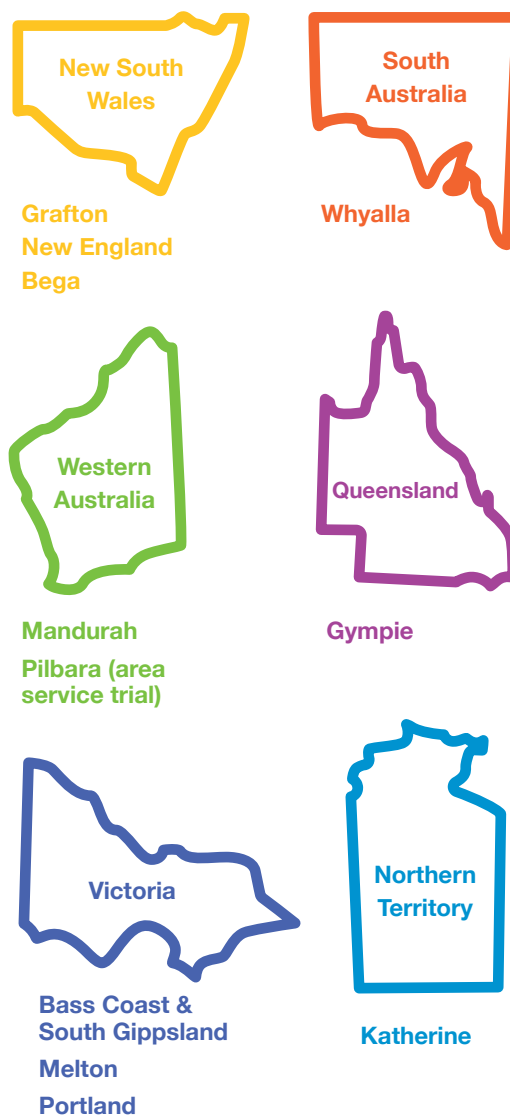 New South
Wales
Grafton
New England
Bega
South
Australia
Whyalla
Western
Australia
Mandurah
Pilbara (area
service trial)
Queensland
Gympie
Victoria
Bass Coast &
South Gippsland
Melton
Portland
Northern
Territory
Katherine